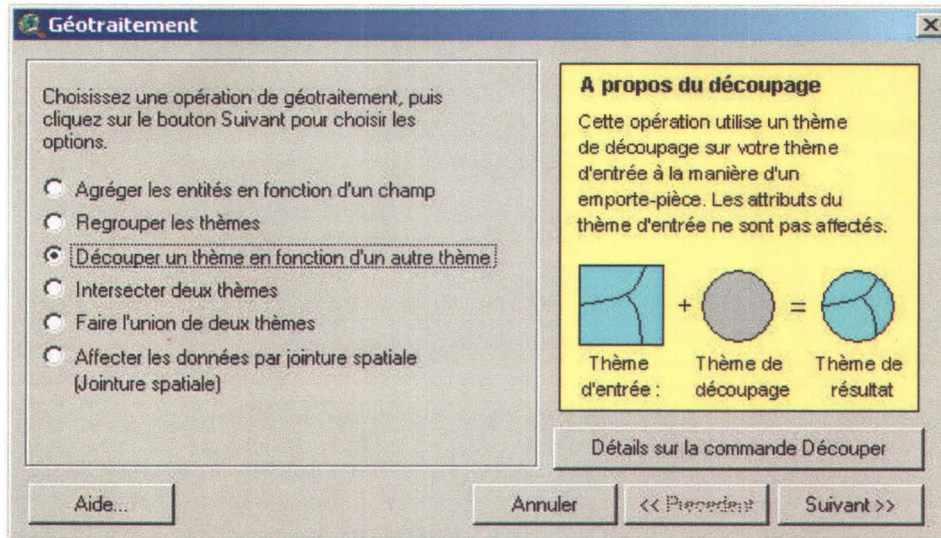 Géotraitement
Choisissez une opération de géotraitement, puis
cliquez sur le bouton Suivant pour choisir les
options.
Agréger les entités en fonction d'un champ
Regrouper les thèmes
Découper un thème en fonction d'un autre thème
Intersecter deux thèmes
Faire l'union de deux thèmes
Affecter les données par jointure spatiale
(Jointure spatiale)
A propos du découpage
Cette opération utilise un thème
de découpage sur votre thème
d'entrée à la manière d'un
emporte-pièce. Les attributs du
thème d'entrée ne sont pas affectés.
+ =
Thème d'entrée :
Thème de découpage
Thème de résultat
Détails sur la commande Découper
Aide...
Annuler
<< Precedent
Suivant >>